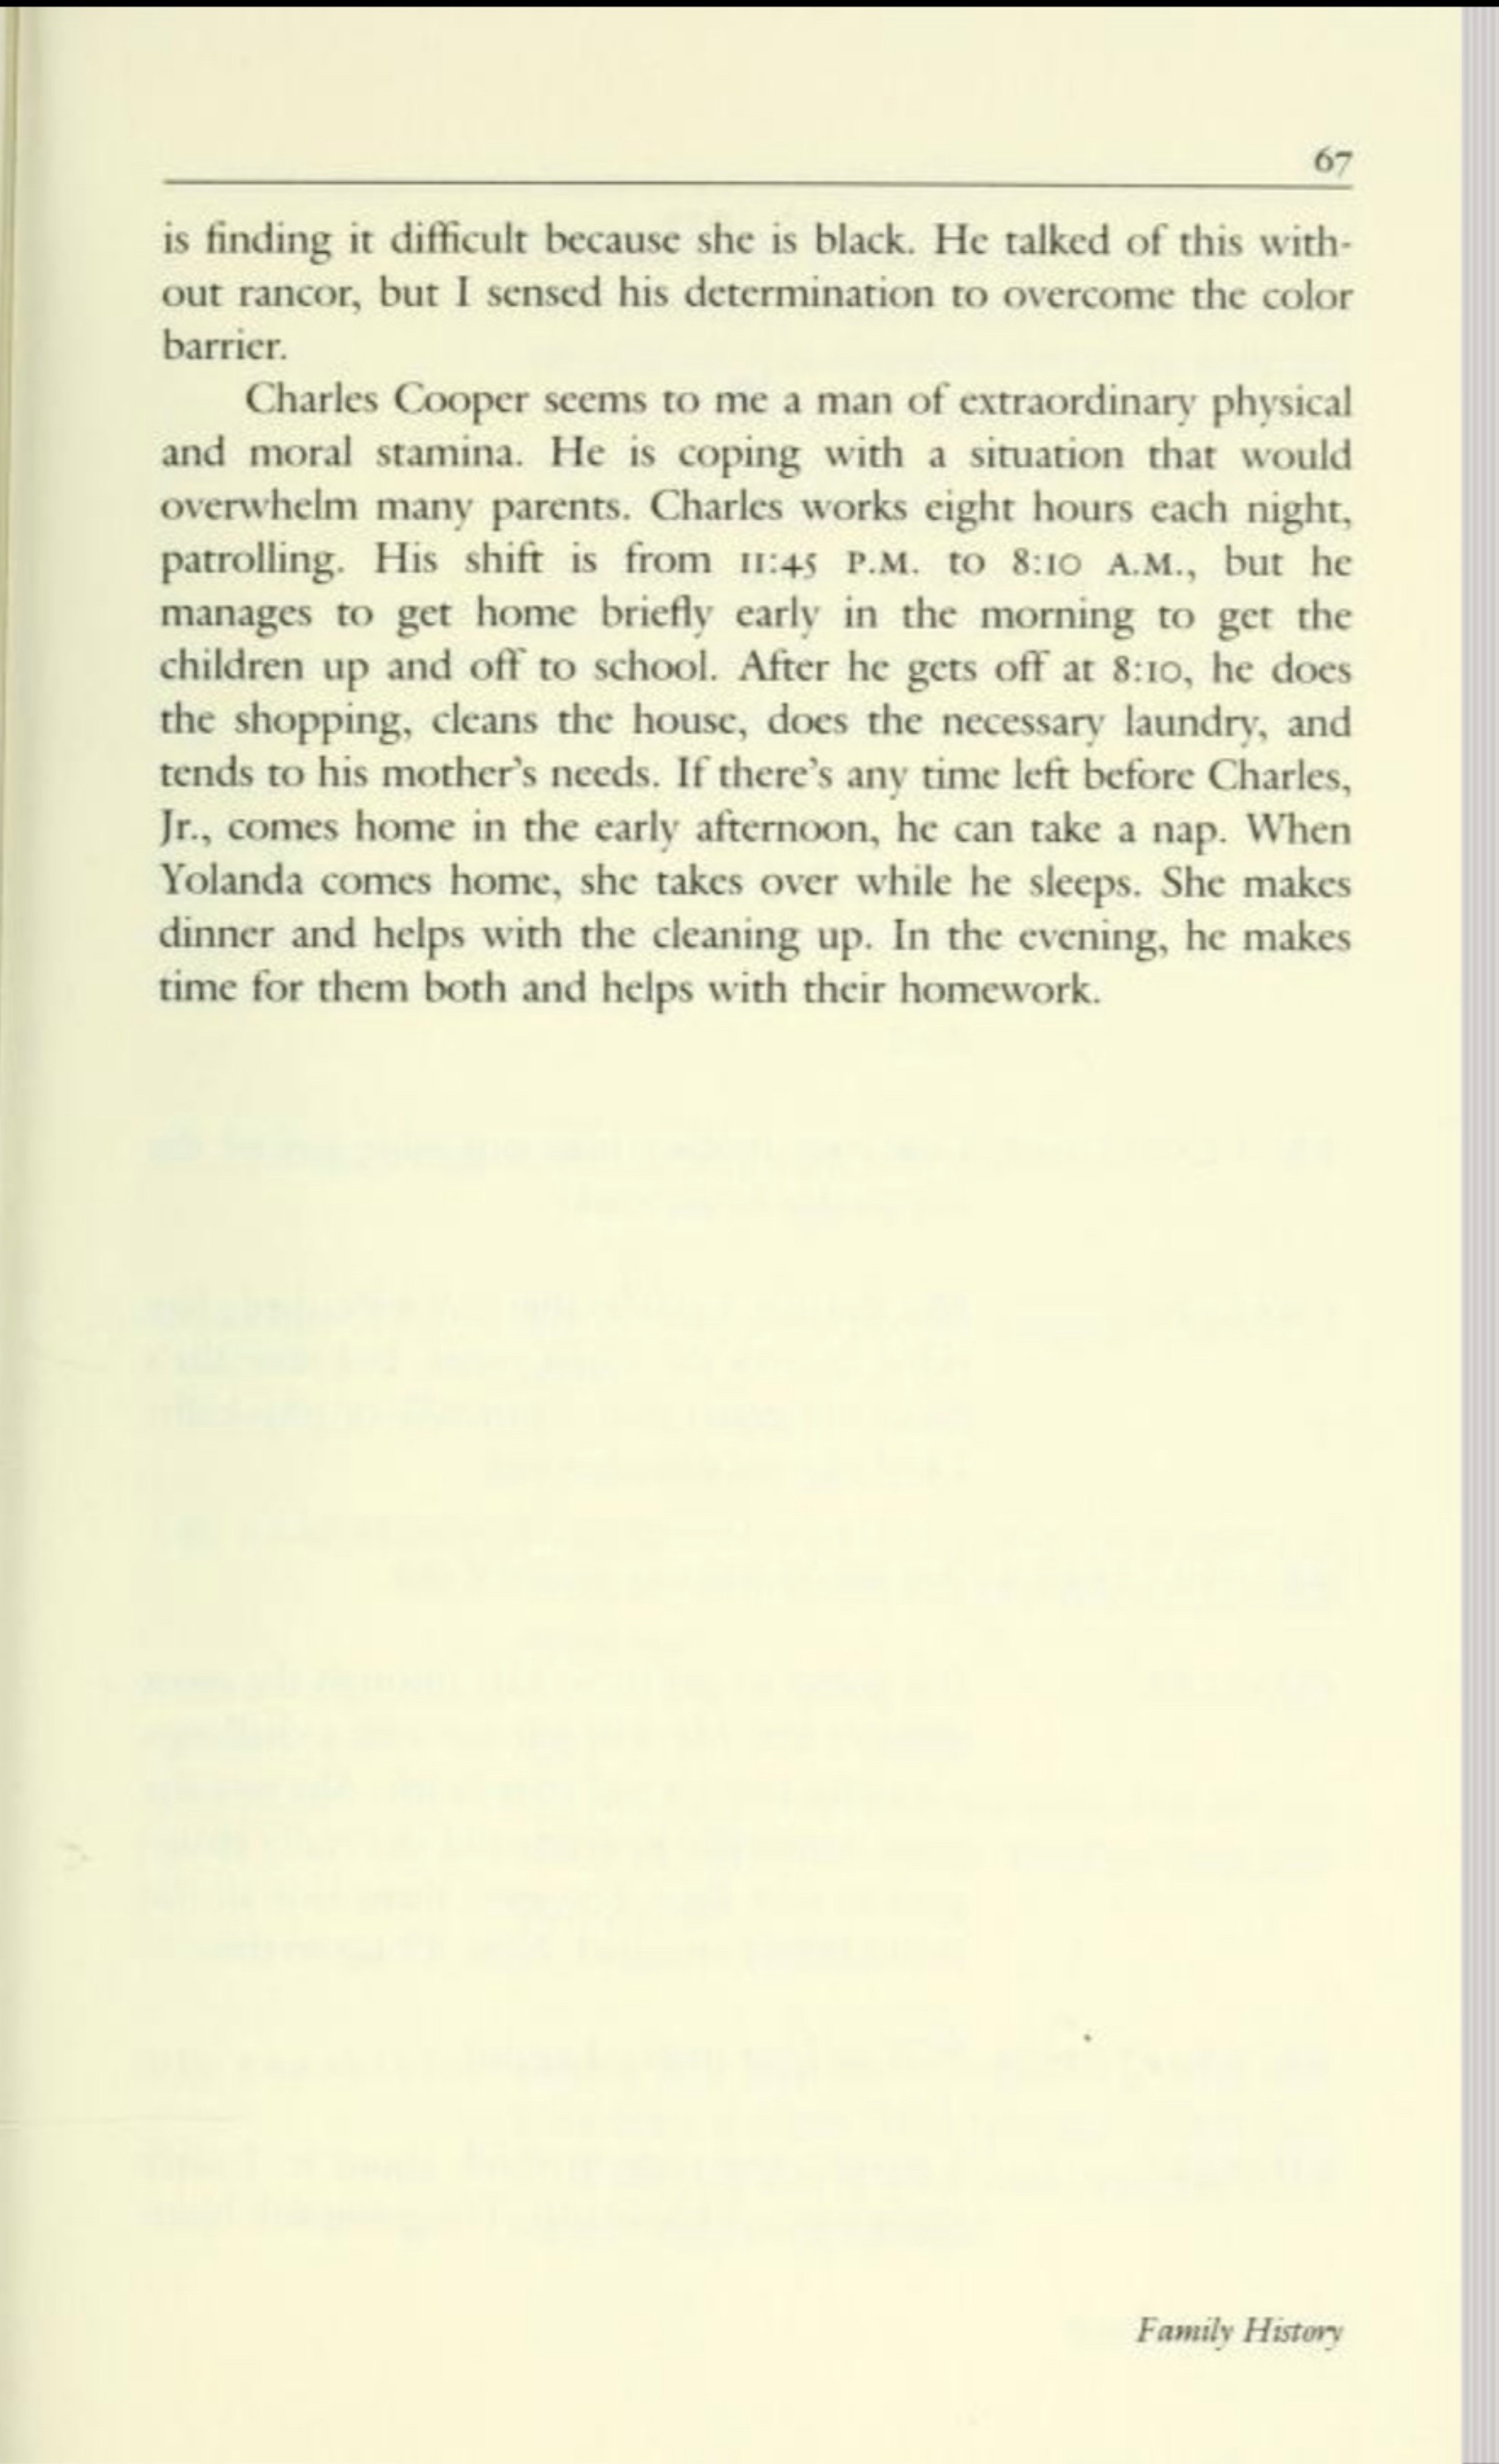 67
is finding it difficult because she is black. He talked of this with-
out rancor, but I sensed his determination to overcome the color
barrier.
Charles Cooper seems to me a man of extraordinary physical
and moral stamina. He is coping with a situation that would
overwhelm many parents. Charles works eight hours each night,
patrolling. His shift is from 11:45 P.M. to 8:10 A.M., but he
manages to get home briefly early in the morning to get the
children up and off to school. After he gets off at 8:10, he does
the shopping, cleans the house, does the necessary laundry, and
tends to his mother's needs. If there's any time left before Charles,
Jr., comes home in the early afternoon, he can take a nap. When
Yolanda comes home, she takes over while he sleeps. She makes
dinner and helps with the cleaning up. In the evening, he makes
time for them both and helps with their homework.
Family History